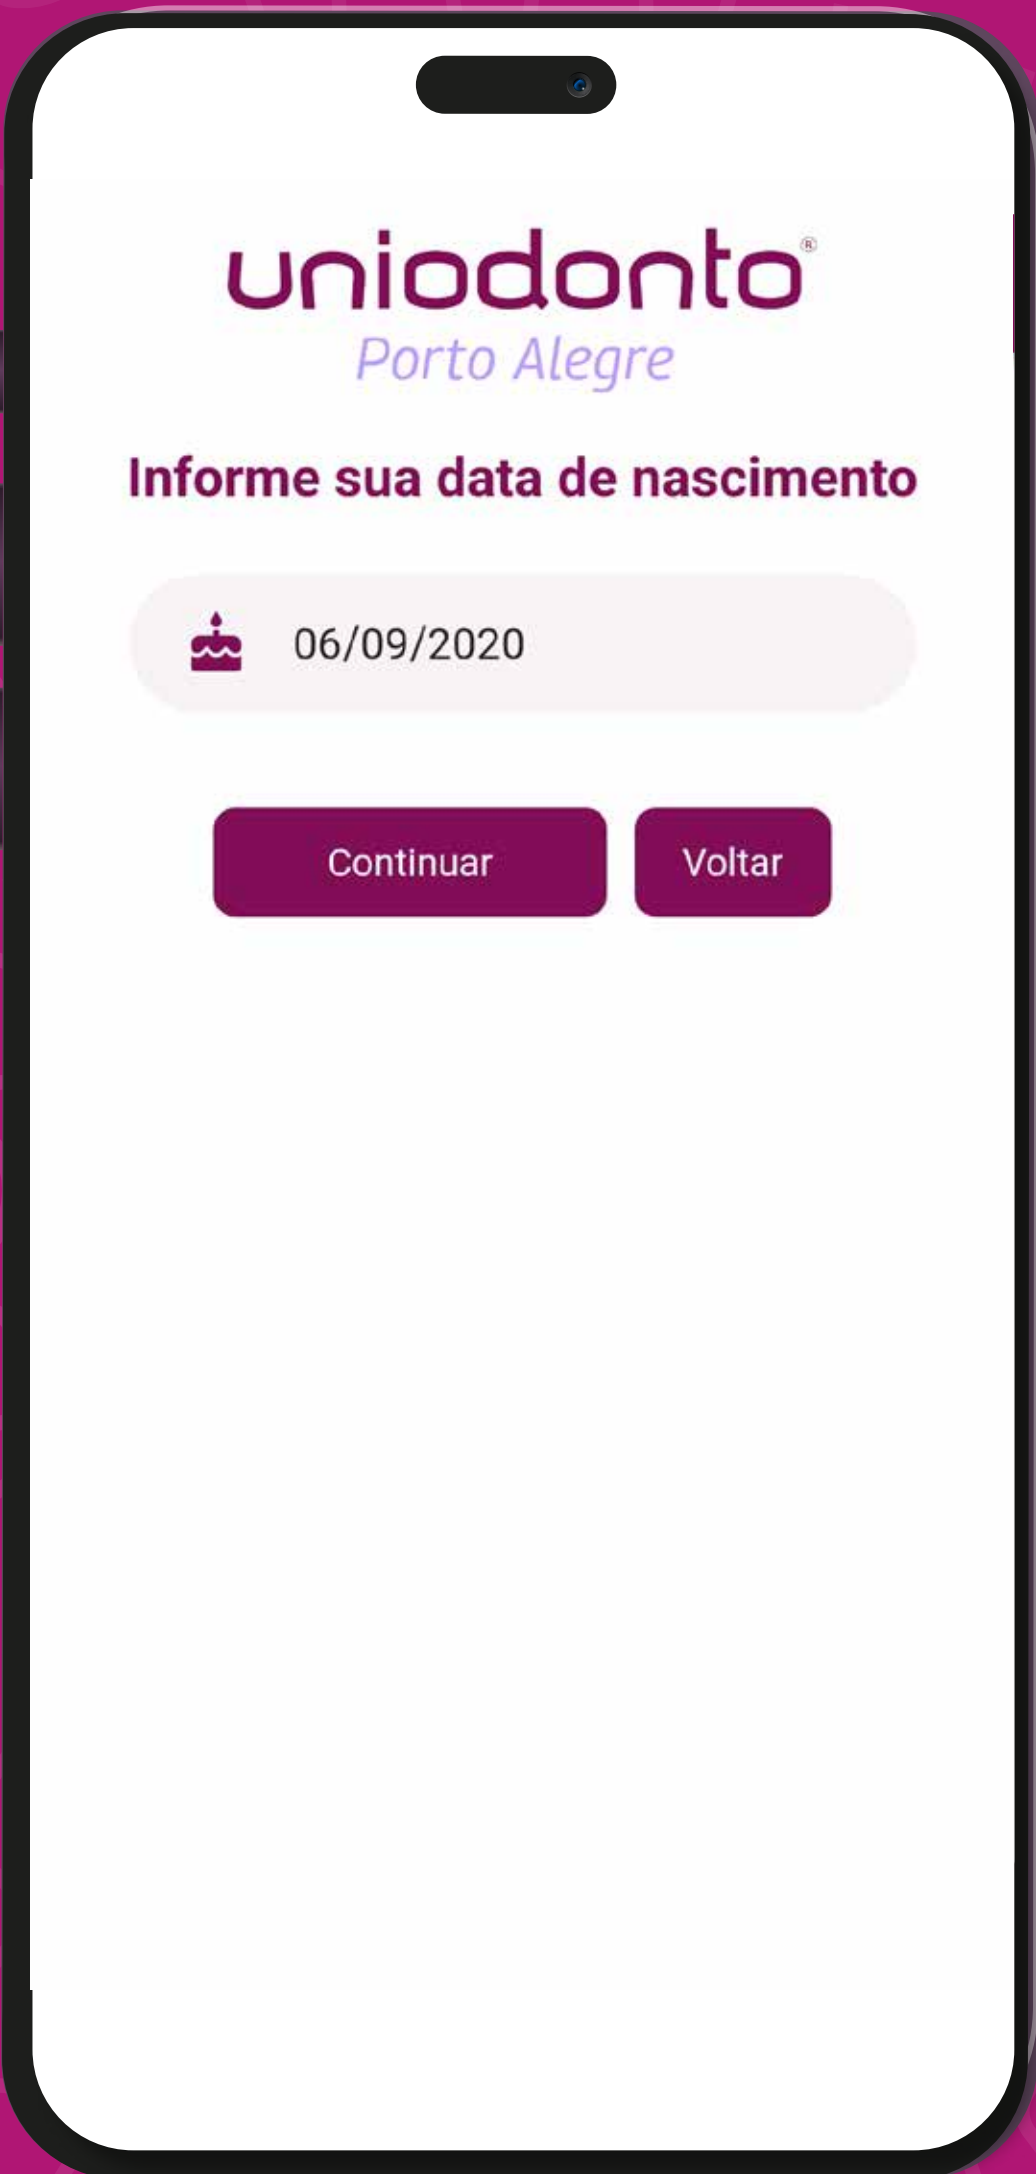 uniodonto®
Porto Alegre
Informe sua data de nascimento
06/09/2020
Continuar
Voltar